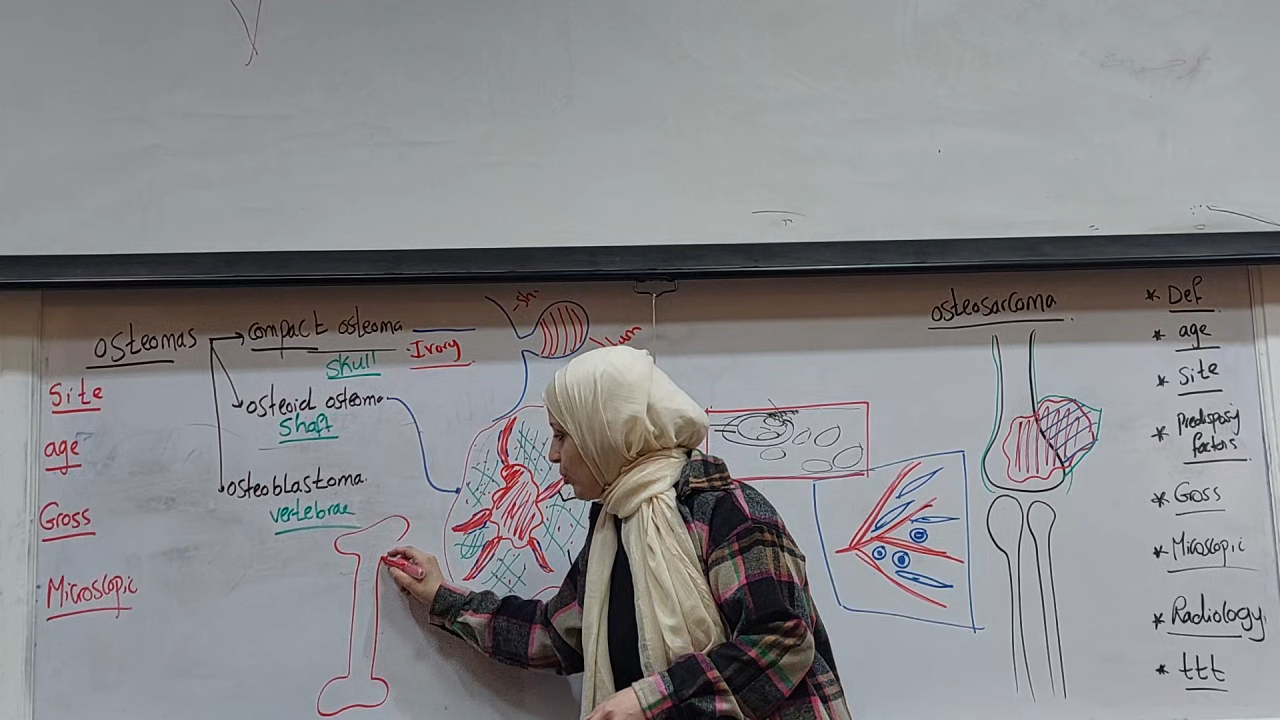 osteomas
compact osteoma
Ivory
skull
osteoid osteoma
shaft
osteoblastoma
vertebrae
Site
age
Gross
Microscopic
osteosarcoma
* Def
* age
* Site
* Predisposing
factors
* Gross
* Microscopic
* Radiology
* ttt